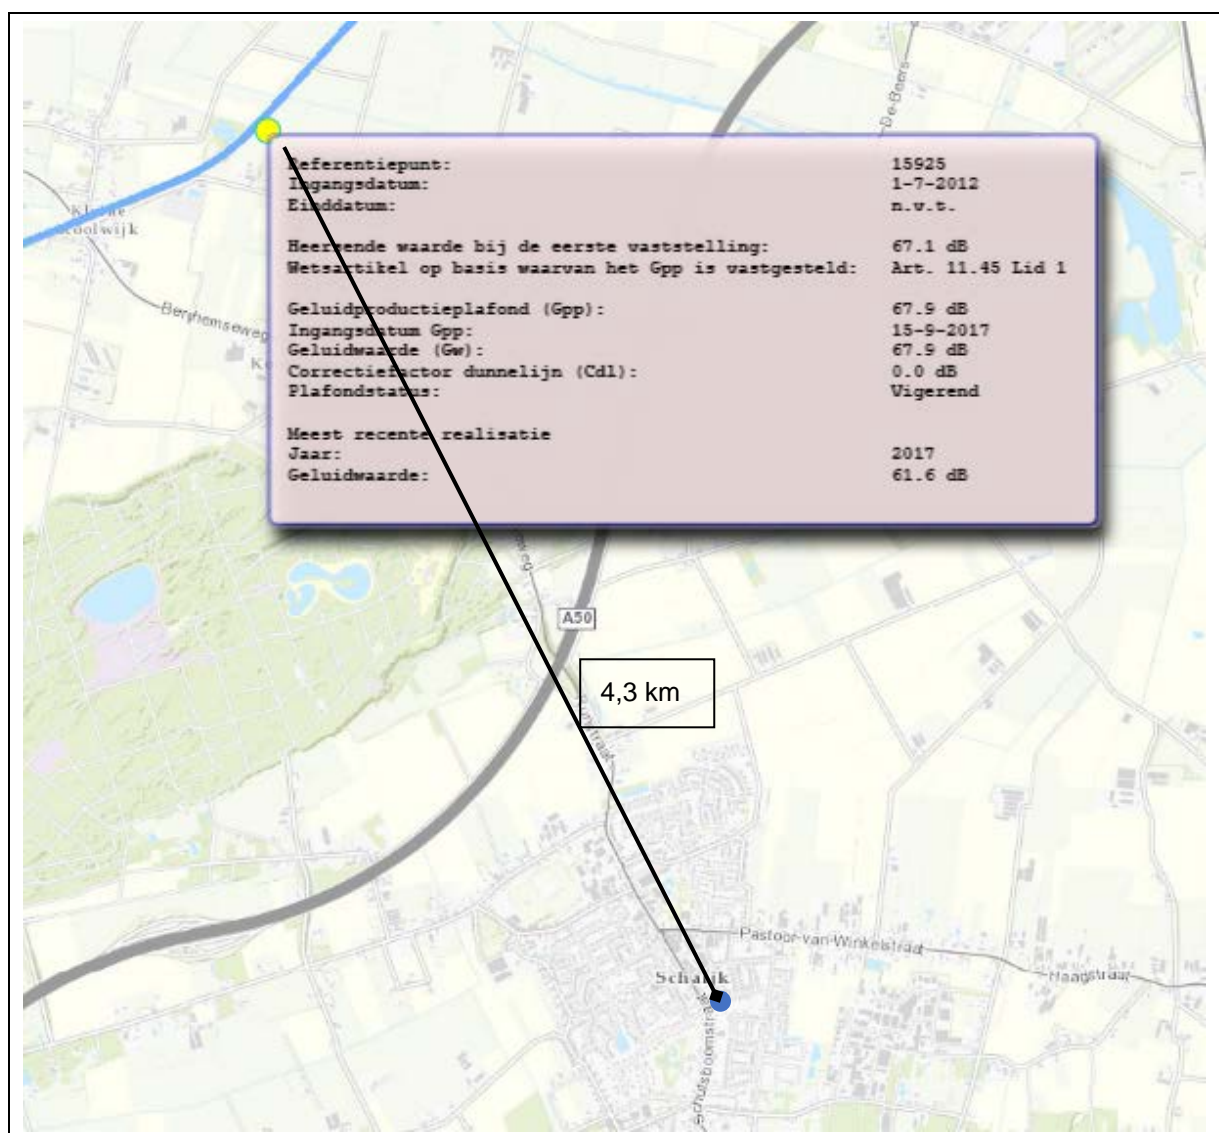 De Beers
Referentiepunt: 15925
Ingangsdatum: 1-7-2012
Einddatum: n.v.t.
Koolwijk
Heersende waarde bij de eerste vaststelling: 67.1 dB
Wetsartikel op basis waarvan het Gpp is vastgesteld: Art. 11.45 Lid 1
Berghemseweg
Geluidproductieplafond (Gpp): 67.9 dB
Ingangsdatum Gpp: 15-9-2017
Geluidwaarde (Gw): 67.9 dB
Correctiefactor dunnelijn (Cdl): 0.0 dB
Plafondstatus: Vigerend
Meest recente realisatie
Jaar: 2017
Geluidwaarde: 61.6 dB
A50
4,3 km
Pastoor van Winkelstraat
Schaijk
Haagstraat
Schutsboomstraat